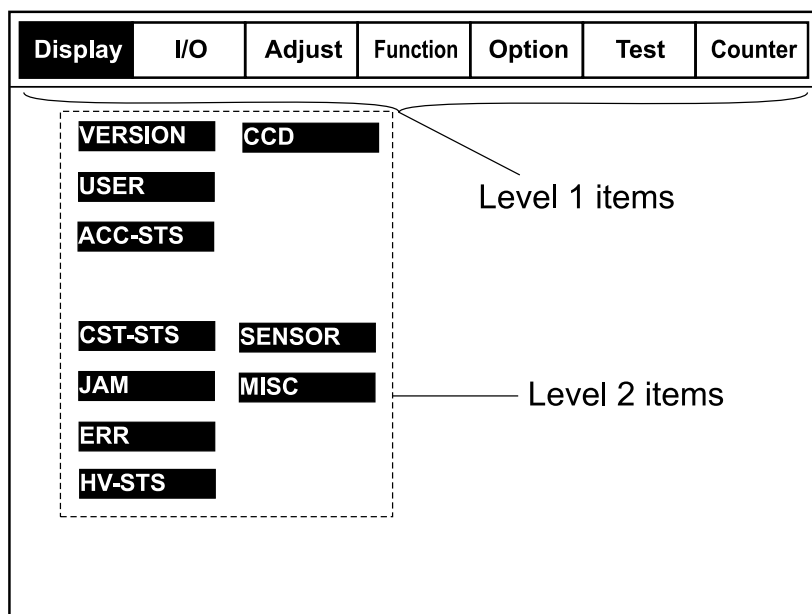 Display I/O Adjust Function Option Test Counter
VERSION CCD
USER
Level 1 items
ACC-STS
CST-STS SENSOR
JAM MISC
Level 2 items
ERR
HV-STS